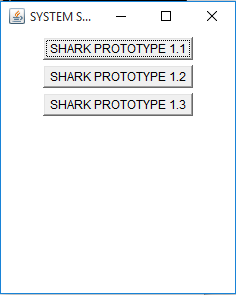 SYSTEM S...
SHARK PROTOTYPE 1.1
SHARK PROTOTYPE 1.2
SHARK PROTOTYPE 1.3